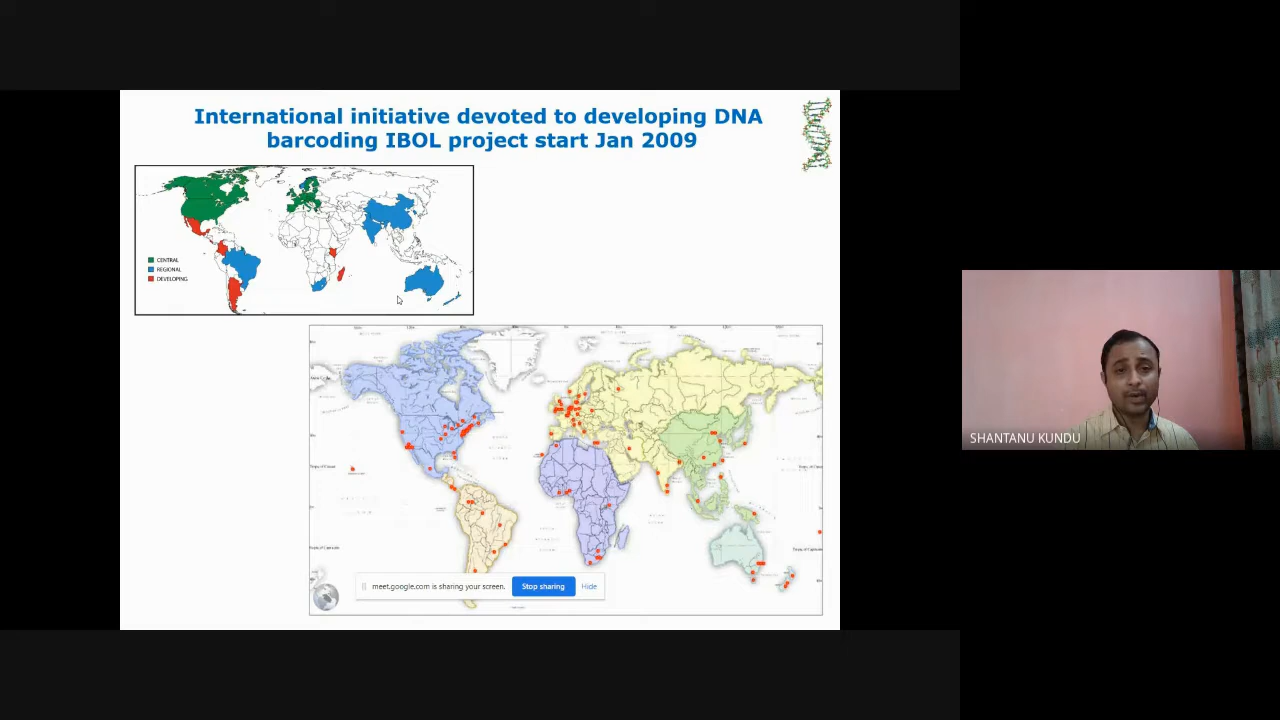 International initiative devoted to developing DNA
barcoding IBOL project start Jan 2009
CENTRAL
REGIONAL
DEVELOPING
SHANTANU KUNDU
meet.google.com is sharing your screen.
Stop sharing
Hide